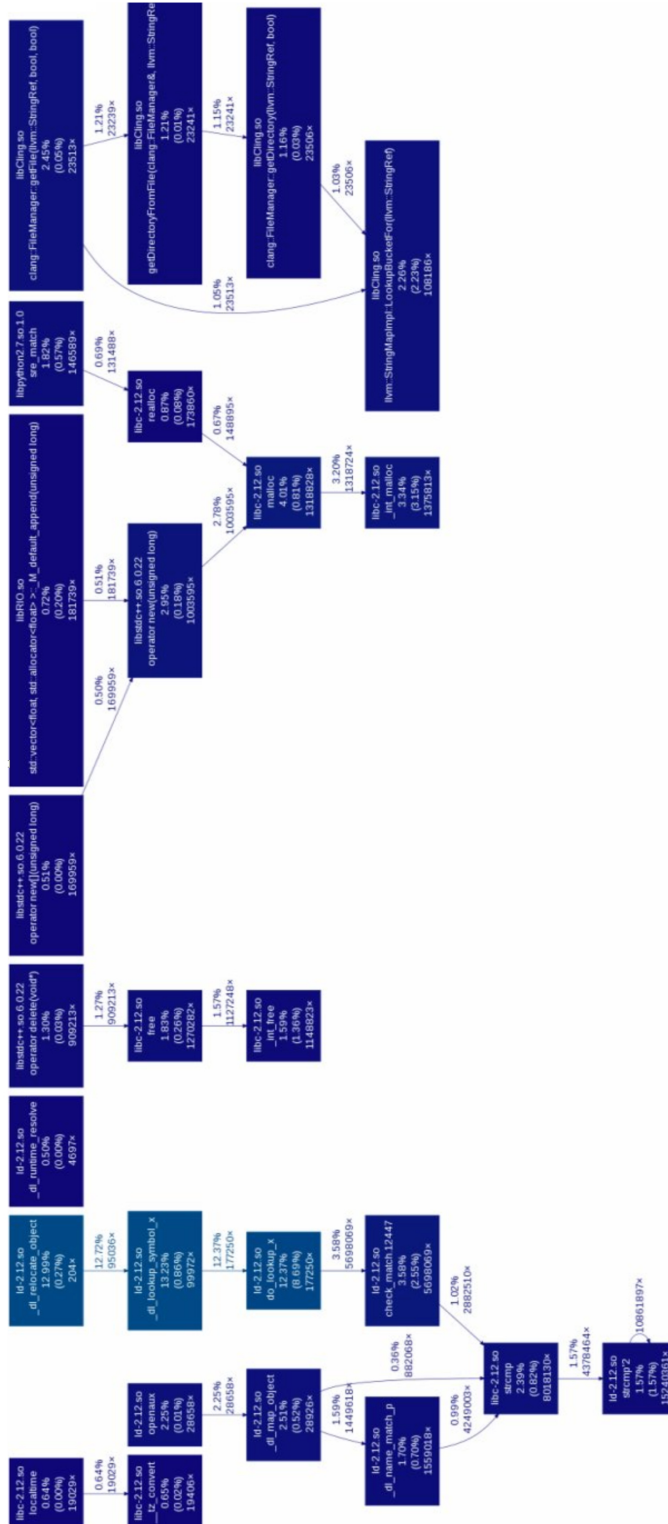 libc-2.12.so
localtime
0.64%
(0.00%)
19029×
0.64%
19029×
libc-2.12.so
__tz_convert
0.65%
(0.02%)
19406×
ld-2.12.so
openaux
2.25%
(0.01%)
28658×
2.25%
28658×
ld-2.12.so
_dl_map_object
2.51%
(0.52%)
28926×
1.59%
1449618×
0.36%
882068×
ld-2.12.so
_dl_name_match_p
1.70%
(0.70%)
1559018×
0.99%
4249003×
ld-2.12.so
_dl_relocate_object
12.99%
(0.27%)
204×
12.72%
95036×
ld-2.12.so
_dl_lookup_symbol_x
13.23%
(0.86%)
99972×
12.37%
177250×
ld-2.12.so
do_lookup_x
12.37%
(8.69%)
177250×
3.58%
5698069×
ld-2.12.so
check_match.12447
3.58%
(2.55%)
5698069×
1.02%
2882510×
libc-2.12.so
strcmp
2.39%
(0.82%)
8018130×
1.57%
4378464×
ld-2.12.so
strcmp'2
1.57%
(1.57%)
15240361×
10861897×
ld-2.12.so
_dl_runtime_resolve
0.50%
(0.00%)
4697×
libstdc++.so.6.0.22
operator delete(void*)
1.30%
(0.03%)
909213×
1.27%
909213×
libc-2.12.so
free
1.83%
(0.26%)
1270282×
1.57%
1127248×
libc-2.12.so
_int_free
1.59%
(1.36%)
1148823×
libstdc++.so.6.0.22
operator new[](unsigned long)
0.51%
(0.00%)
169959×
0.50%
169959×
libRIO.so
std::vector<float, std::allocator<float> >::_M_default_append(unsigned long)
0.72%
(0.20%)
181739×
0.51%
181739×
libstdc++.so.6.0.22
operator new(unsigned long)
2.95%
(0.18%)
1003595×
2.78%
1003595×
libpython2.7.so.1.0
sre_match
1.82%
(0.57%)
146589×
0.69%
131488×
libc-2.12.so
realloc
0.87%
(0.08%)
173860×
0.67%
148895×
libc-2.12.so
malloc
4.01%
(0.81%)
1318828×
3.20%
1318724×
libc-2.12.so
_int_malloc
3.34%
(3.15%)
1375813×
libCling.so
clang::FileManager::getFile(llvm::StringRef, bool, bool)
2.45%
(0.05%)
23513×
1.21%
23239×
1.05%
23513×
libCling.so
getDirectoryFromFile(clang::FileManager&, llvm::StringRe
1.21%
(0.01%)
23241×
1.15%
23241×
libCling.so
clang::FileManager::getDirectory(llvm::StringRef, bool)
1.16%
(0.03%)
23506×
1.03%
23506×
libCling.so
llvm::StringMapImpl::LookupBucketFor(llvm::StringRef)
2.26%
(2.23%)
108186×